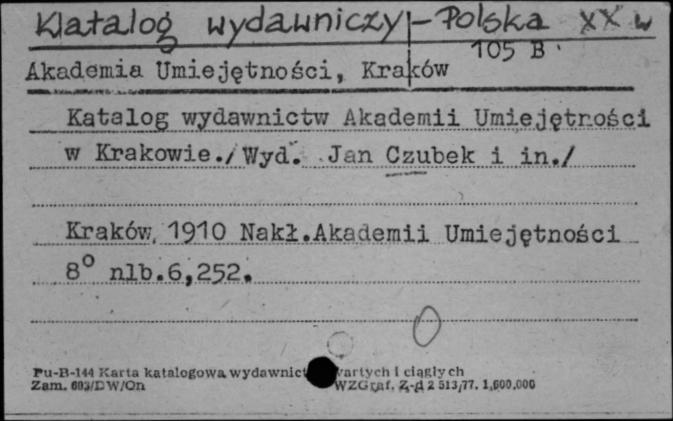 Katalog wydawniczy - Polska XX w
105 B.
Akademia Umiejętności, Kraków
Katalog wydawnictw Akademii Umiejętności
w Krakowie./Wyd. Jan Czubek i in./
Kraków, 1910 Nakł.Akademii Umiejętności
8° nlb.6,252.
Pu-B-144 Karta katalogowa wydawnict wartych i ciągłych
Zam. 603/DW/On WZGraf. Z-d 2 513/77. 1,600,000